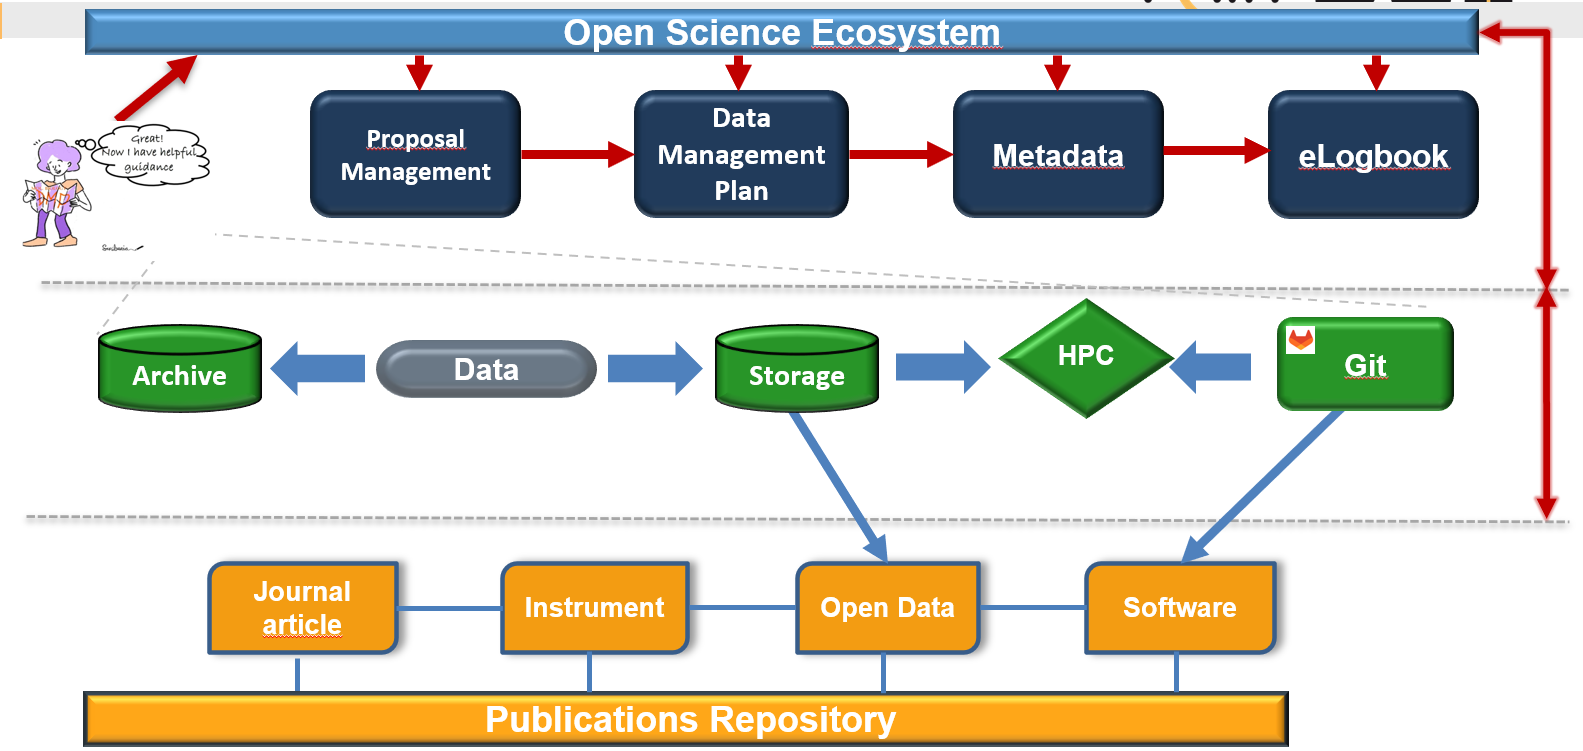 Open Science Ecosystem
Great!
Now I have helpful
guidance
Proposal
Management
Data
Management
Plan
Metadata
eLogbook
Archive
Data
Storage
HPC
Git
Journal
article
Instrument
Open Data
Software
Publications Repository